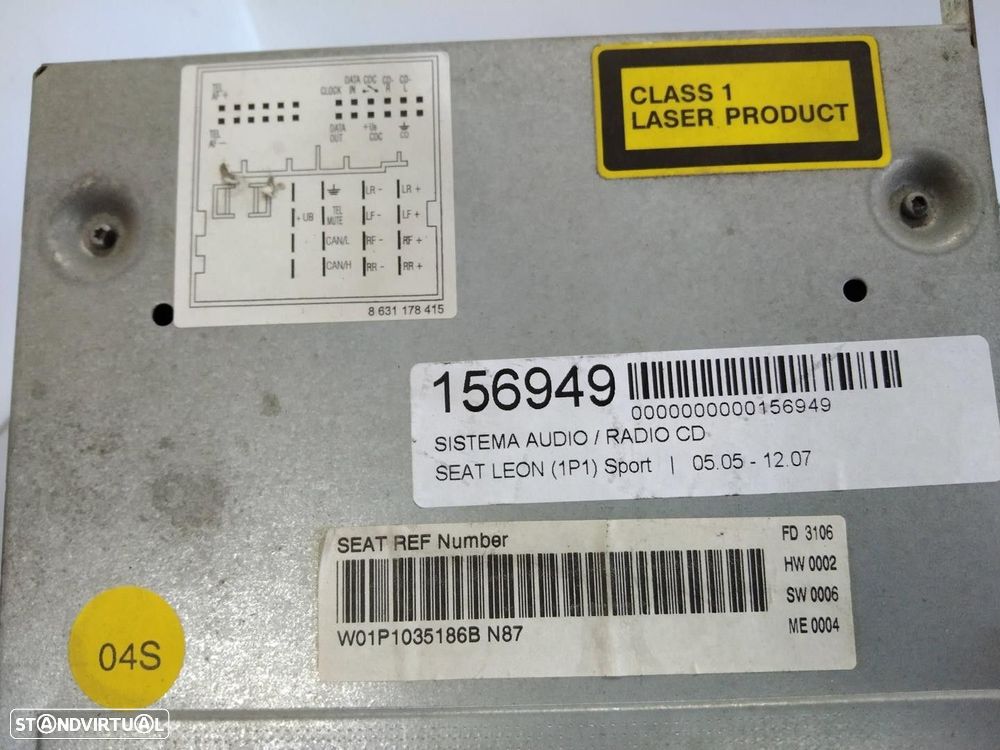 TEL AF +
CLOCK DATA IN CDC CD- R CD- L
TEL AF -
DATA OUT +Us CDC CD
+ UB LR - LR +
TEL MUTE LF - LF +
CAN/L RF - RF +
CAN/H RR - RR +
8 631 178 415
CLASS 1
LASER PRODUCT
156949
0000000000156949
SISTEMA AUDIO / RADIO CD
SEAT LEON (1P1) Sport | 05.05 - 12.07
SEAT REF Number
W01P1035186B N87
FD 3106
HW 0002
SW 0006
ME 0004
04S
STANDVIRTUAL